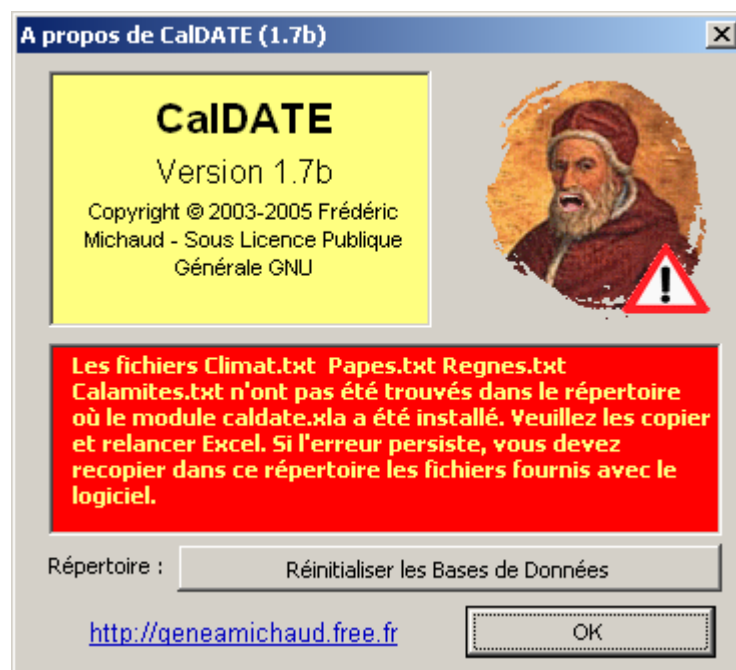 A propos de CalDATE (1.7b)
CalDATE
Version 1.7b
Copyright © 2003-2005 Frédéric
Michaud - Sous Licence Publique
Générale GNU
Les fichiers Climat.txt  Papes.txt Regnes.txt
Calamites.txt n'ont pas été trouvés dans le répertoire
où le module caldate.xla a été installé. Veuillez les copier
et relancer Excel. Si l'erreur persiste, vous devez
recopier dans ce répertoire les fichiers fournis avec le
logiciel.
Répertoire :
Réinitialiser les Bases de Données
http://geneamichaud.free.fr
OK